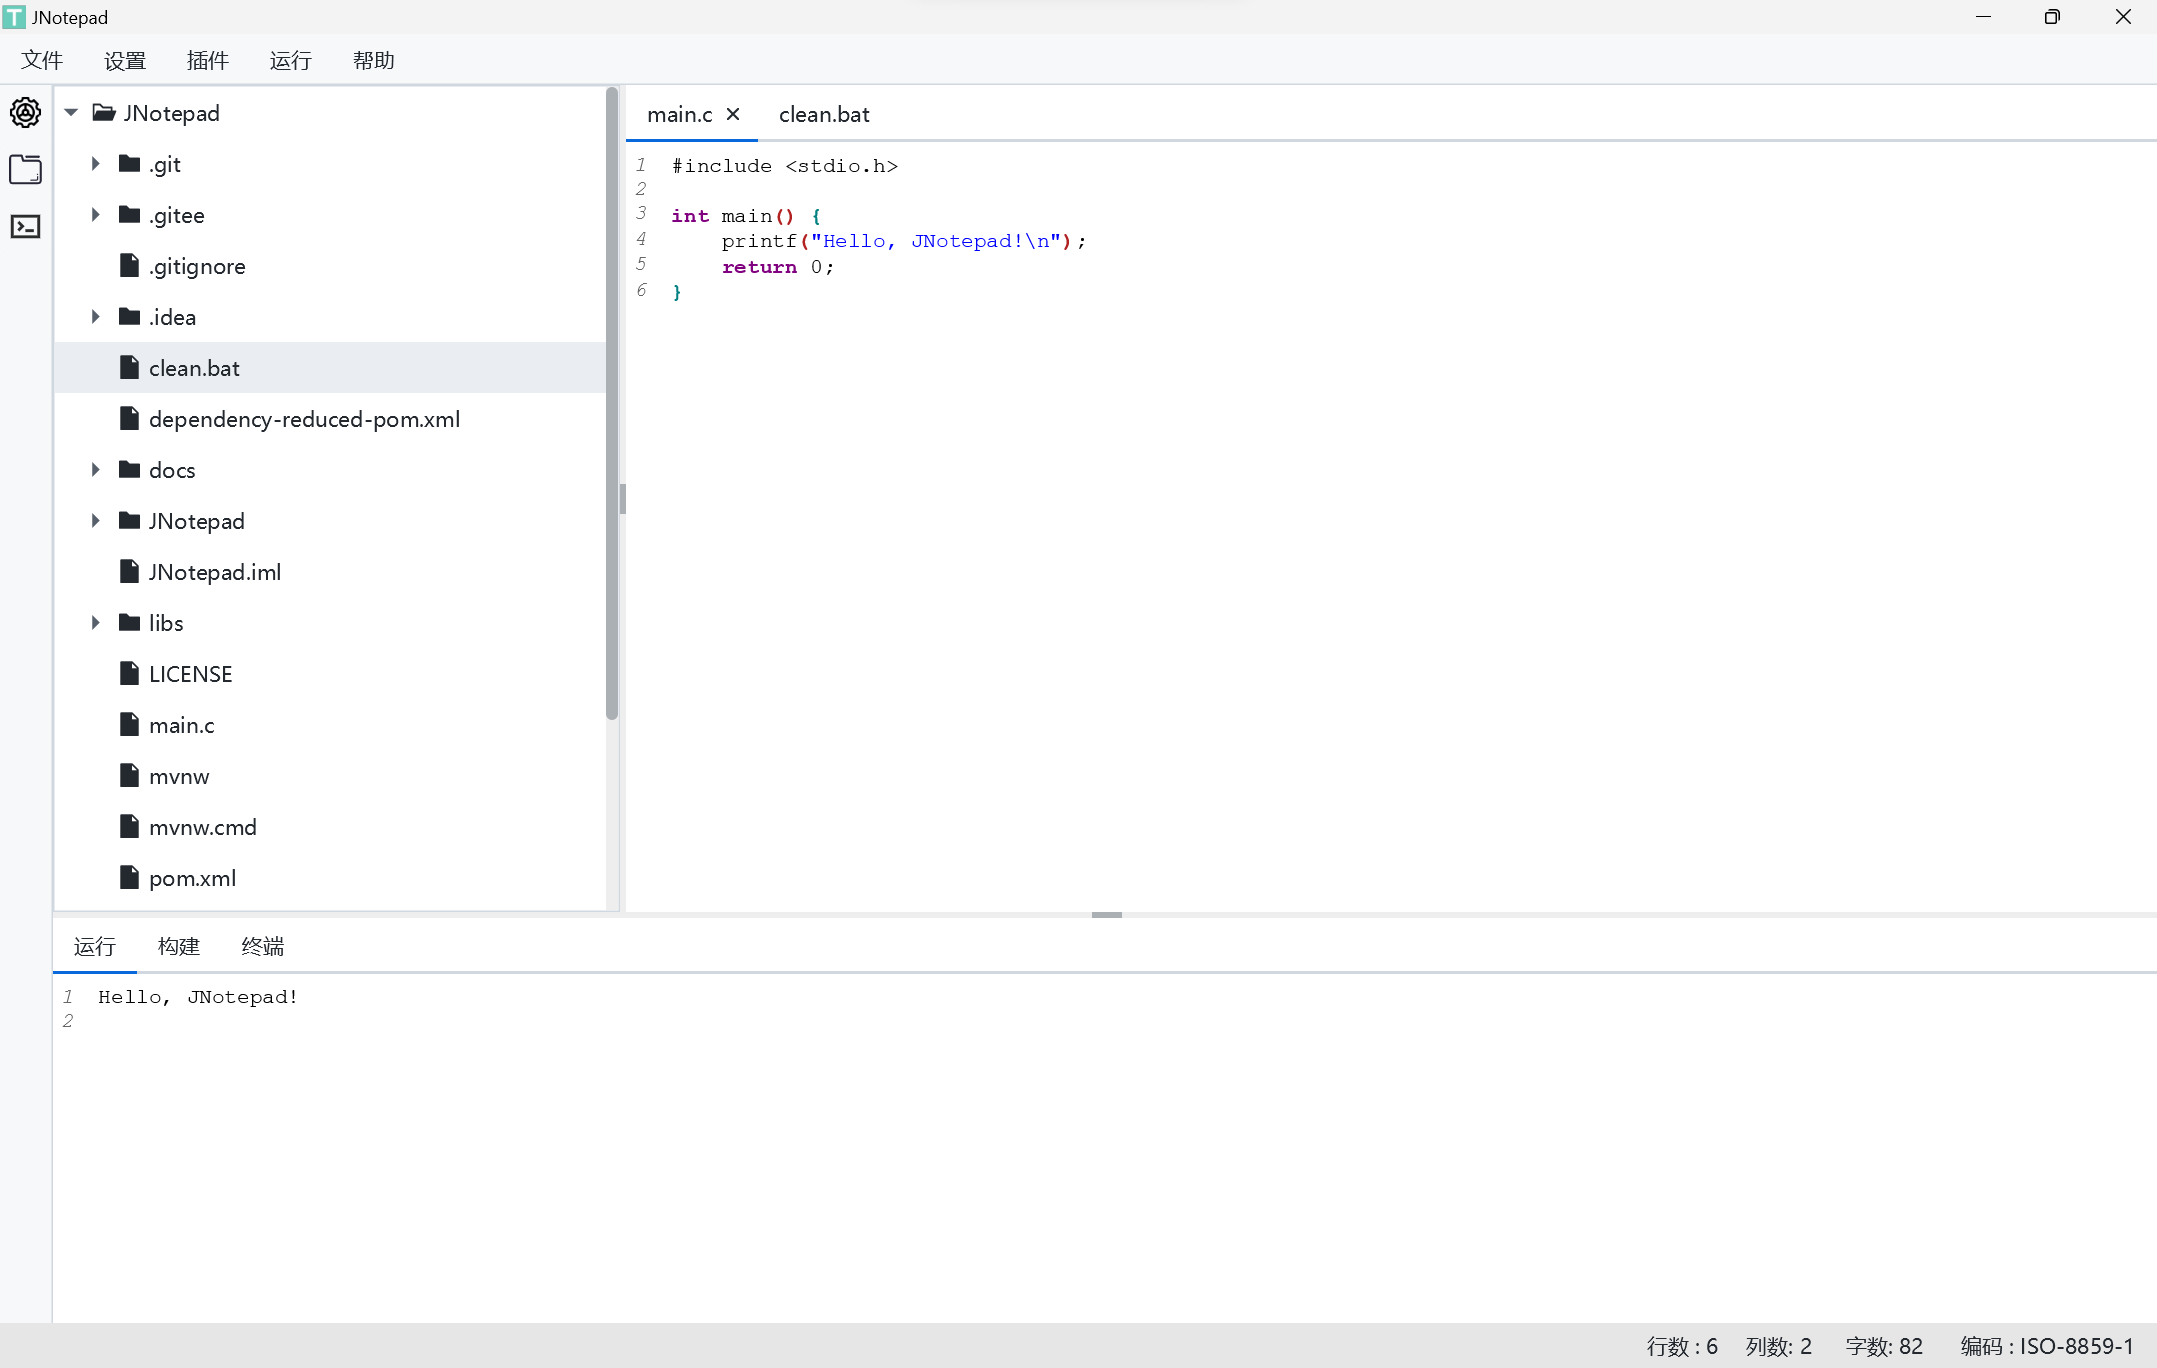 JNotepad
文件 设置 插件 运行 帮助
JNotepad
.git
.gitee
.gitignore
.idea
clean.bat
dependency-reduced-pom.xml
docs
JNotepad
JNotepad.iml
libs
LICENSE
main.c
mvnw
mvnw.cmd
pom.xml
main.c clean.bat
1 #include <stdio.h>
2
3 int main() {
4     printf("Hello, JNotepad!\n");
5     return 0;
6 }
运行 构建 终端
1 Hello, JNotepad!
2
行数 : 6 列数: 2 字数: 82 编码 : ISO-8859-1